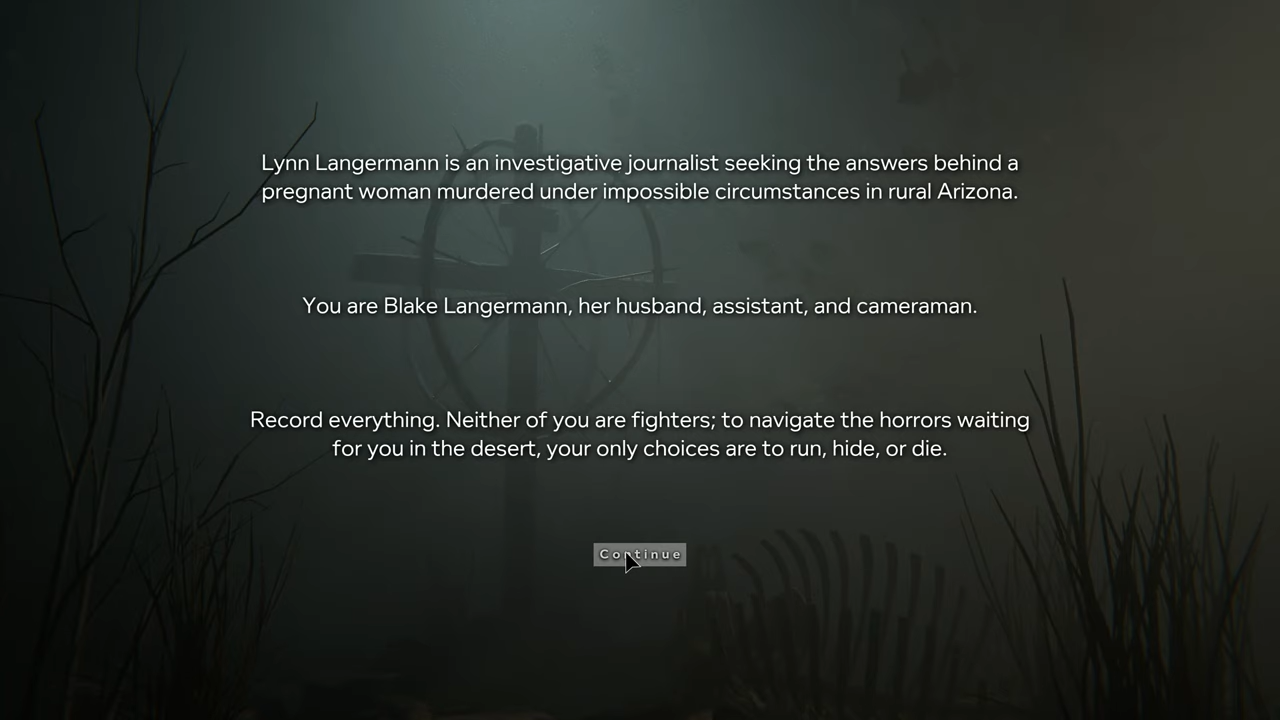 Lynn Langermann is an investigative journalist seeking the answers behind a
pregnant woman murdered under impossible circumstances in rural Arizona.
You are Blake Langermann, her husband, assistant, and cameraman.
Record everything. Neither of you are fighters; to navigate the horrors waiting
for you in the desert, your only choices are to run, hide, or die.
Continue